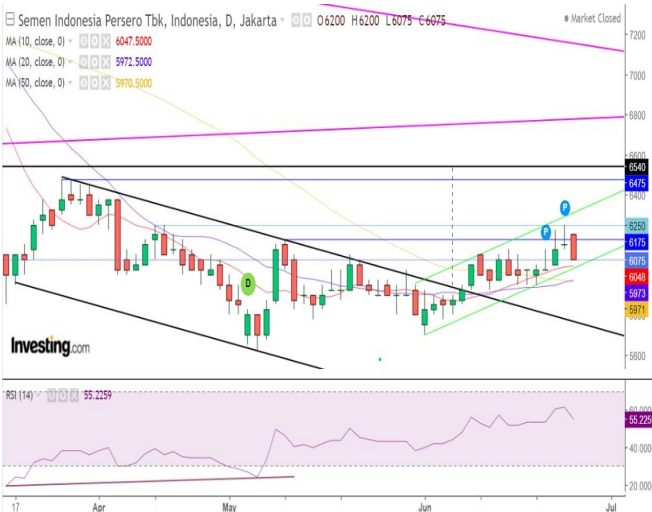 Semen Indonesia Persero Tbk, Indonesia, D, Jakarta O6200 H6200 L6075 C6075
Market Closed
MA (10, close, 0) 6047.5000
MA (20, close, 0) 5972.5000
MA (50, close, 0) 5970.5000
7200
7000
6800
6600
6540
6475
6400
6250
6175
6075
6048
5973
5971
5800
5600
P
P
D
Investing.com
RSI (14) 55.2259
60.000
55.225
40.000
20.000
17 Apr May Jun Jul